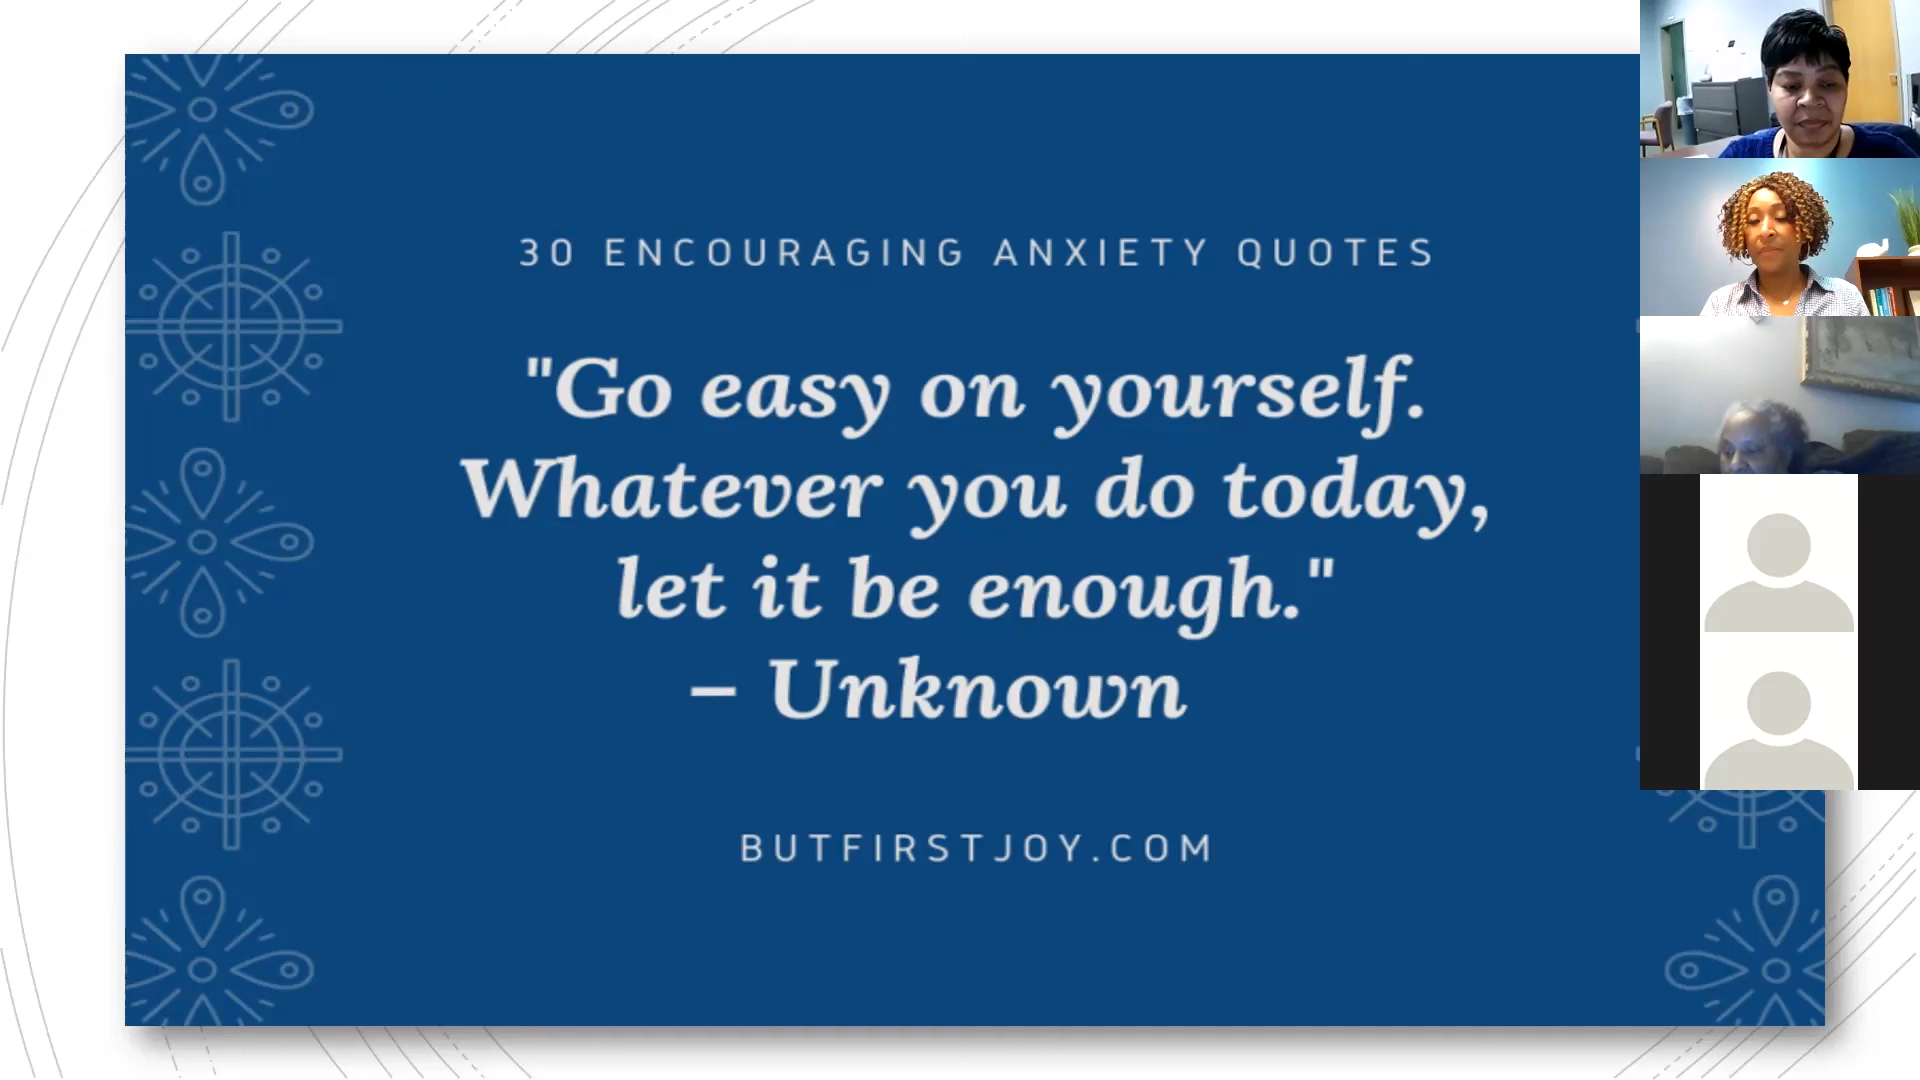 30 ENCOURAGING ANXIETY QUOTES
"Go easy on yourself.
Whatever you do today,
let it be enough."
– Unknown
BUTFIRSTJOY.COM